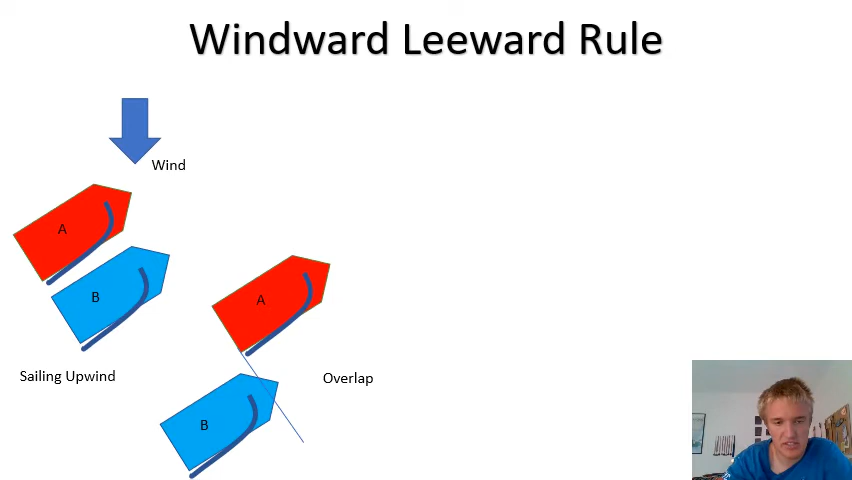 Windward Leeward Rule
Wind
A
B
Sailing Upwind
A
Overlap
B